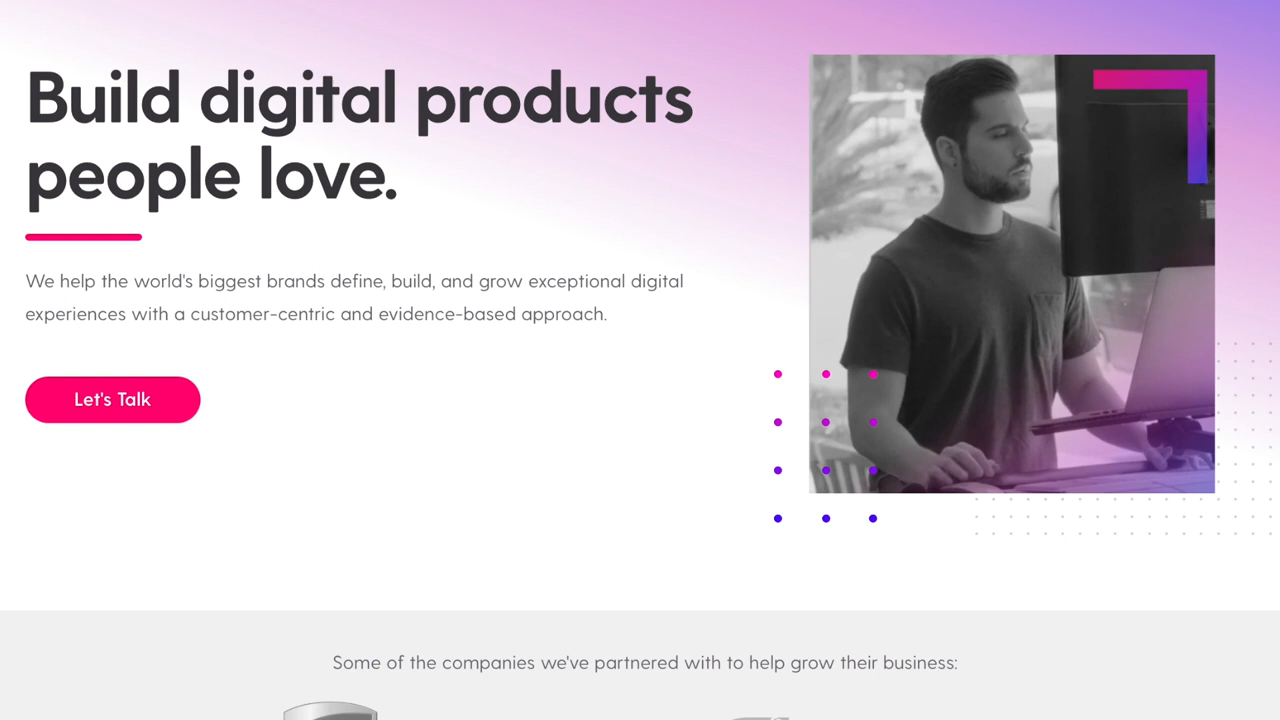 Build digital products
people love.
We help the world's biggest brands define, build, and grow exceptional digital
experiences with a customer-centric and evidence-based approach.
Let's Talk
Some of the companies we've partnered with to help grow their business: